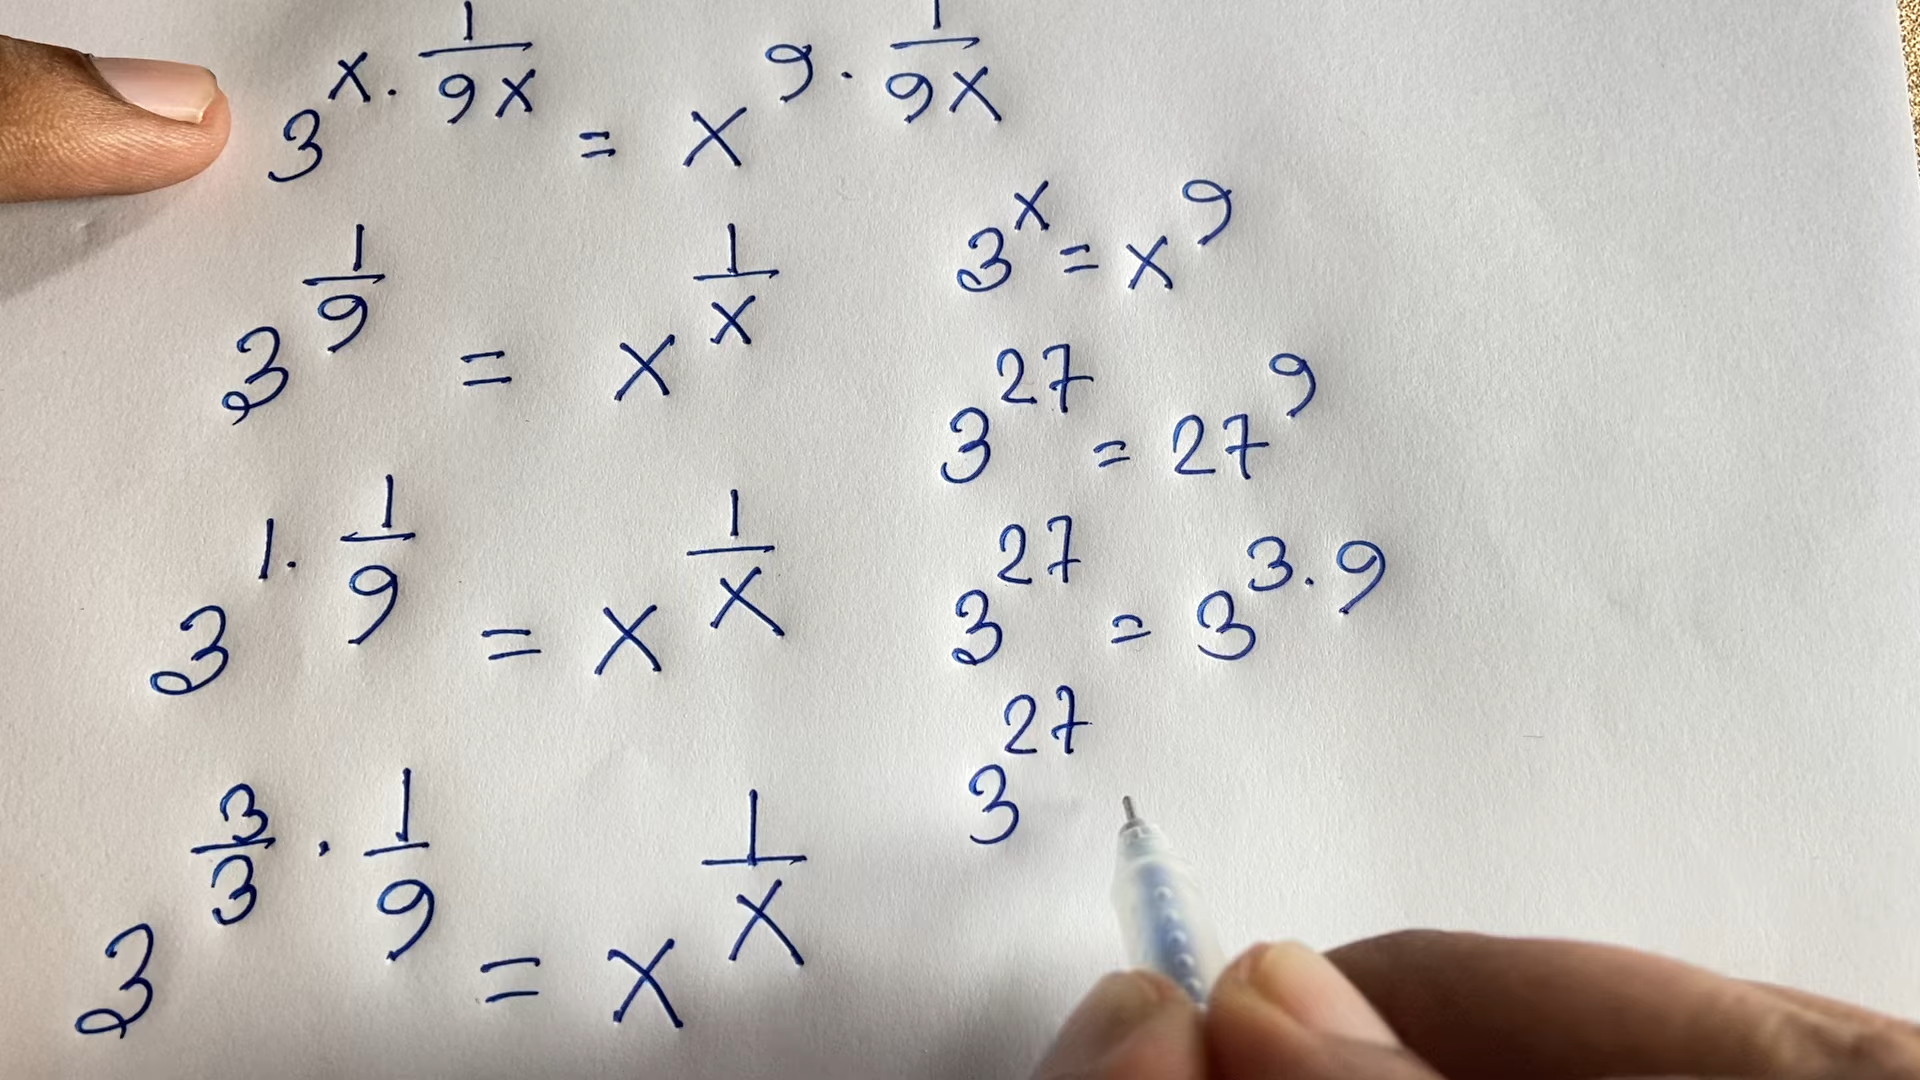 3^{x · 1/9x} = x^{9 · 1/9x}
3^{1/9} = x^{1/x}
3^{1 · 1/9} = x^{1/x}
3^{3/3 · 1/9} = x^{1/x}
3^x = x^9
3^{27} = 27^9
3^{27} = 3^{3 · 9}
3^{27}